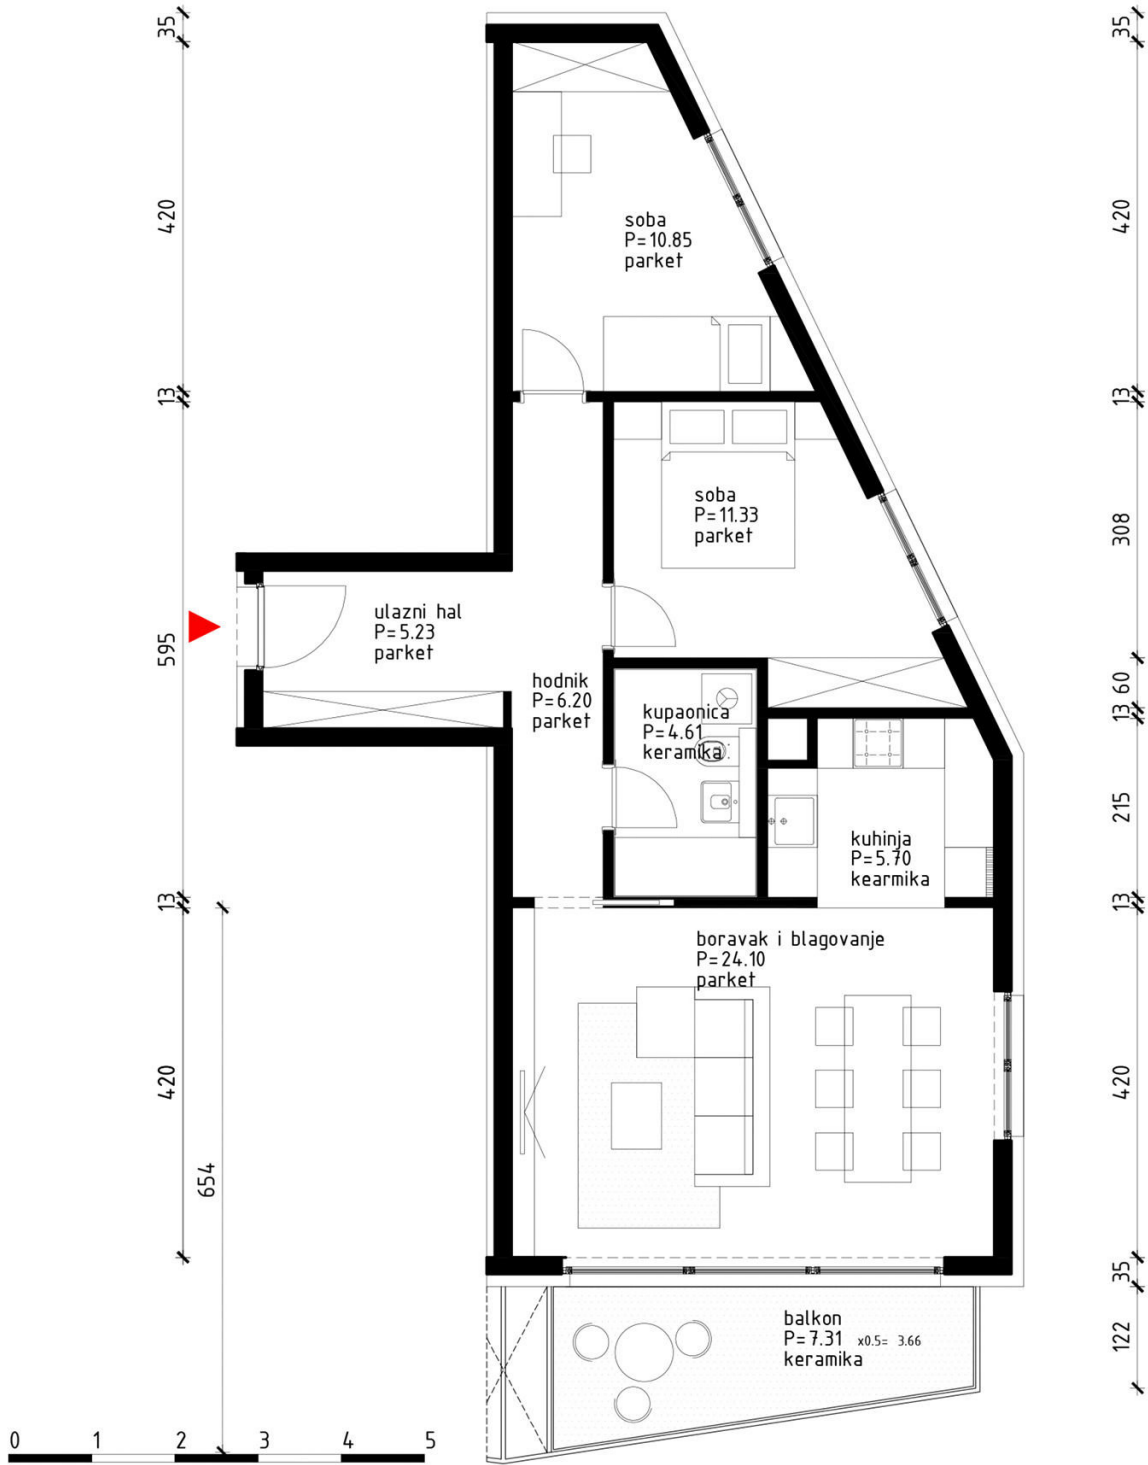 35
420
13
595
13
420
654
35
420
13
308
60
13
215
13
420
35
122
soba
P=10.85
parket
soba
P=11.33
parket
ulazni hal
P=5.23
parket
hodnik
P=6.20
parket
kupaonica
P=4.61
keramika
kuhinja
P=5.70
kearmika
boravak i blagovanje
P=24.10
parket
balkon
P=7.31 x0.5= 3.66
keramika
0 1 2 3 4 5